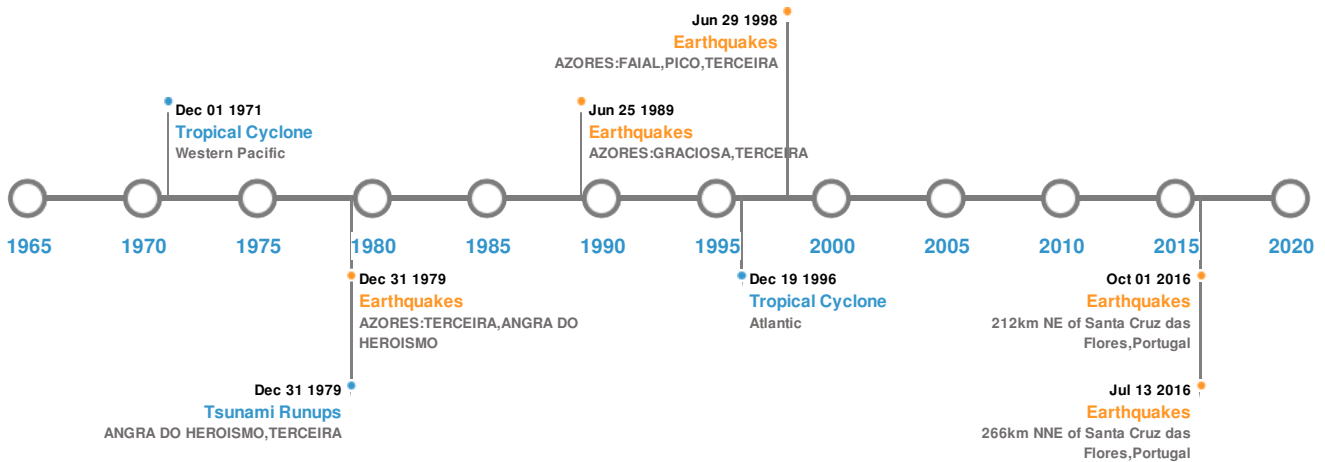 Jun 29 1998
Earthquakes
AZORES:FAIAL,PICO,TERCEIRA
Dec 01 1971
Tropical Cyclone
Western Pacific
Jun 25 1989
Earthquakes
AZORES:GRACIOSA,TERCEIRA
1965
1970
1975
1980
1985
1990
1995
2000
2005
2010
2015
2020
Dec 31 1979
Earthquakes
AZORES:TERCEIRA,ANGRA DO
HEROISMO
Dec 19 1996
Tropical Cyclone
Atlantic
Oct 01 2016
Earthquakes
212km NE of Santa Cruz das
Flores,Portugal
Dec 31 1979
Tsunami Runups
ANGRA DO HEROISMO,TERCEIRA
Jul 13 2016
Earthquakes
266km NNE of Santa Cruz das
Flores,Portugal